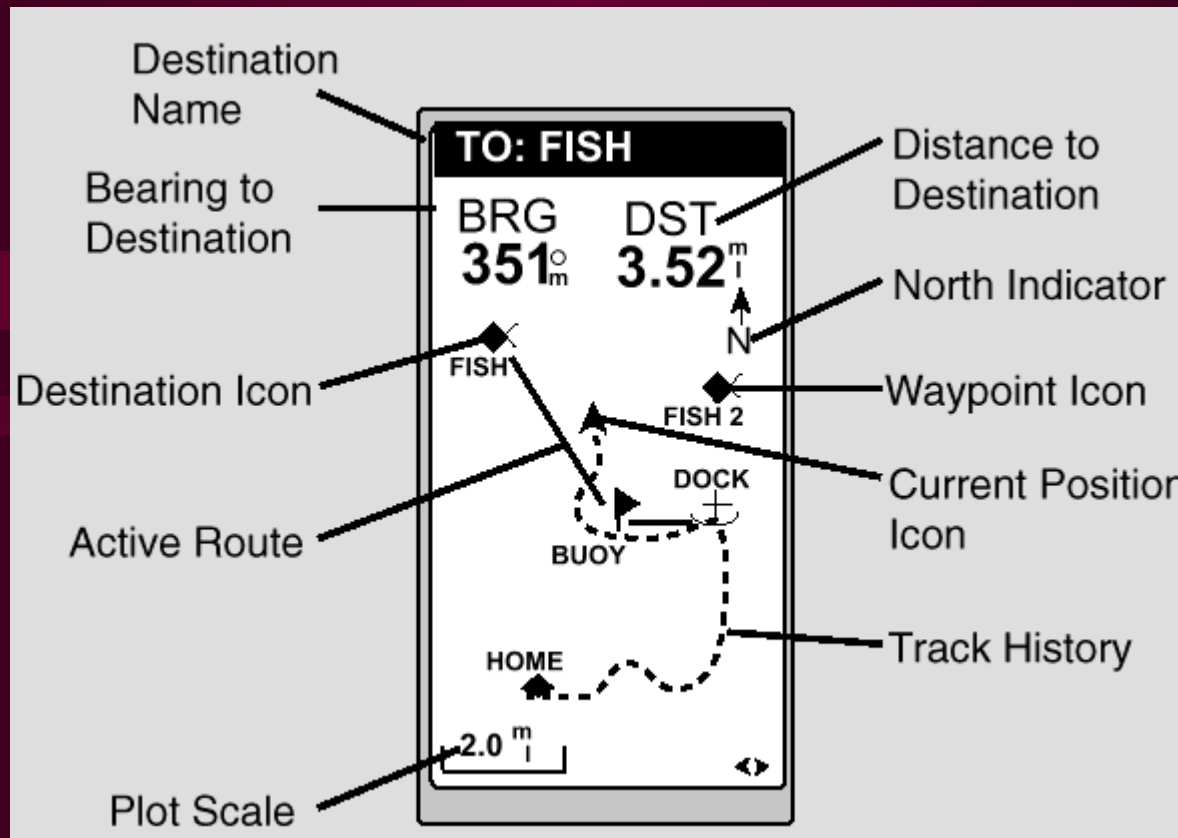 Destination
Name
TO: FISH
Bearing to
Destination
BRG
351°m
DST
3.52 mi
Distance to
Destination
North Indicator
N
Destination Icon
FISH
FISH 2
Waypoint Icon
DOCK
Current Position
Icon
Active Route
BUOY
Track History
HOME
2.0 mi
Plot Scale